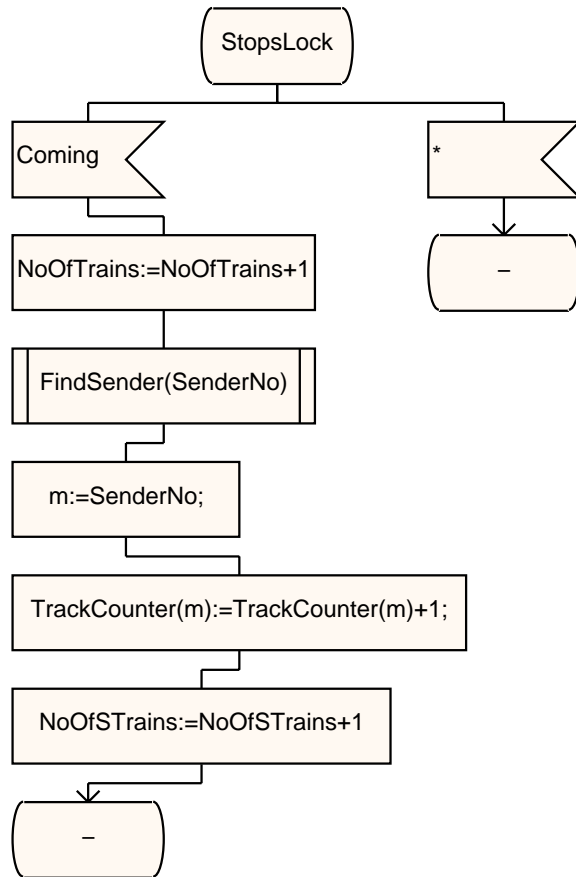 StopsLock
Coming
*
NoOfTrains:=NoOfTrains+1
–
FindSender(SenderNo)
m:=SenderNo;
TrackCounter(m):=TrackCounter(m)+1;
NoOfSTrains:=NoOfSTrains+1
–